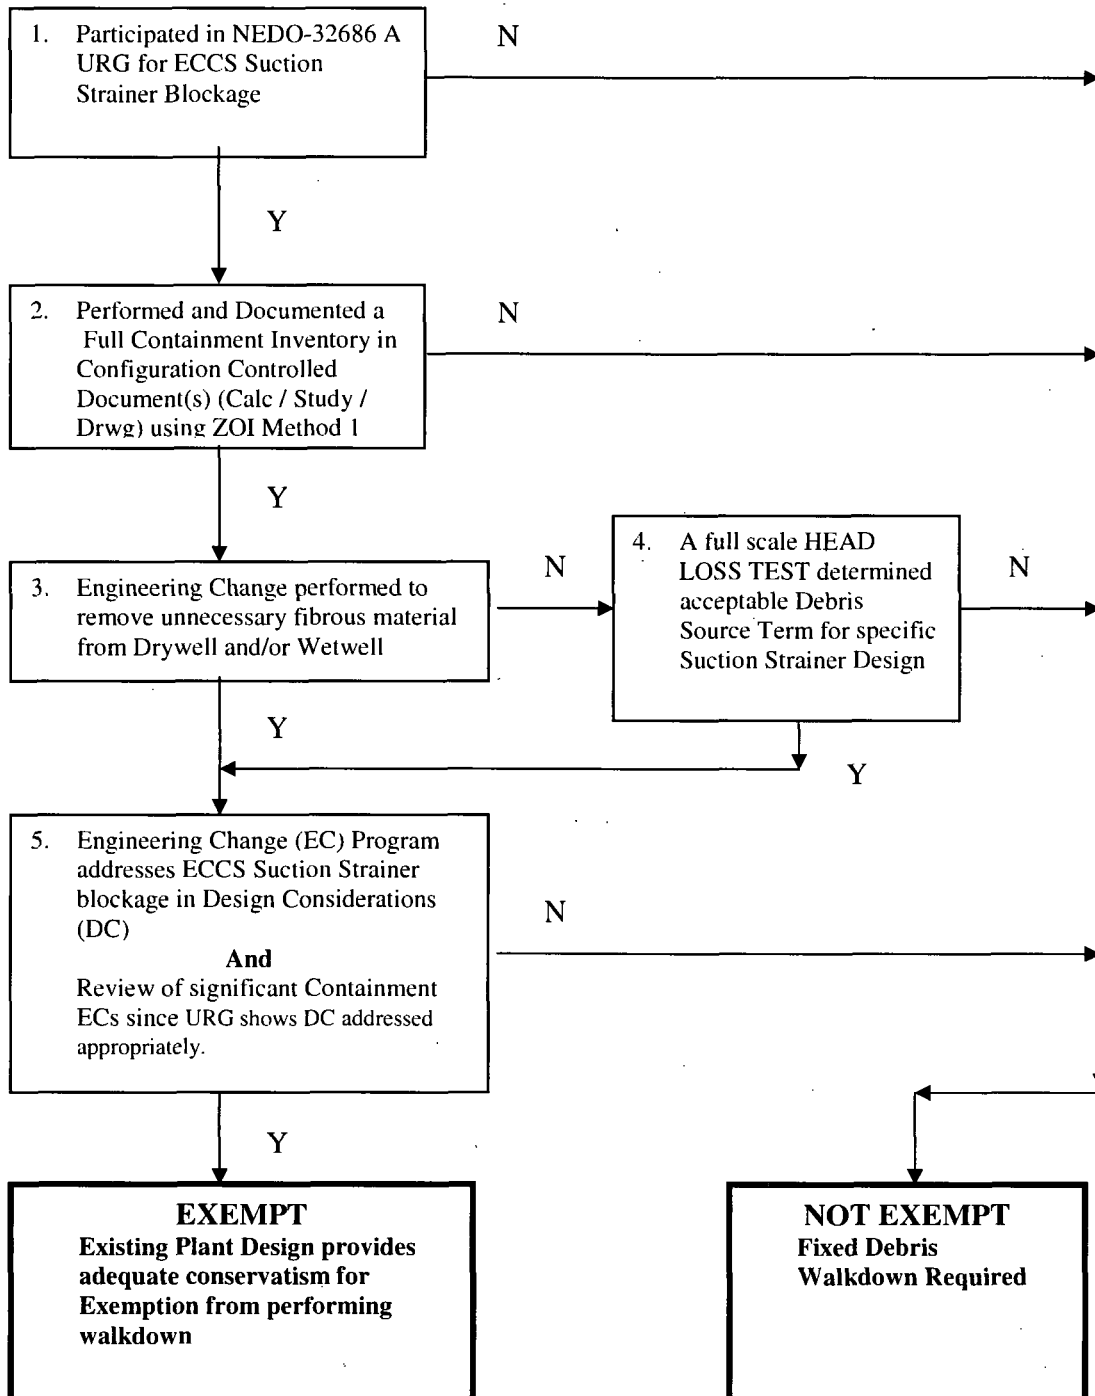 1. Participated in NEDO-32686 A
URG for ECCS Suction
Strainer Blockage
N
Y
2. Performed and Documented a
Full Containment Inventory in
Configuration Controlled
Document(s) (Calc / Study /
Drwg) using ZOI Method 1
N
Y
3. Engineering Change performed to
remove unnecessary fibrous material
from Drywell and/or Wetwell
N
4. A full scale HEAD
LOSS TEST determined
acceptable Debris
Source Term for specific
Suction Strainer Design
N
Y
Y
5. Engineering Change (EC) Program
addresses ECCS Suction Strainer
blockage in Design Considerations
(DC)
And
Review of significant Containment
ECs since URG shows DC addressed
appropriately.
N
Y
EXEMPT
Existing Plant Design provides
adequate conservatism for
Exemption from performing
walkdown
NOT EXEMPT
Fixed Debris
Walkdown Required